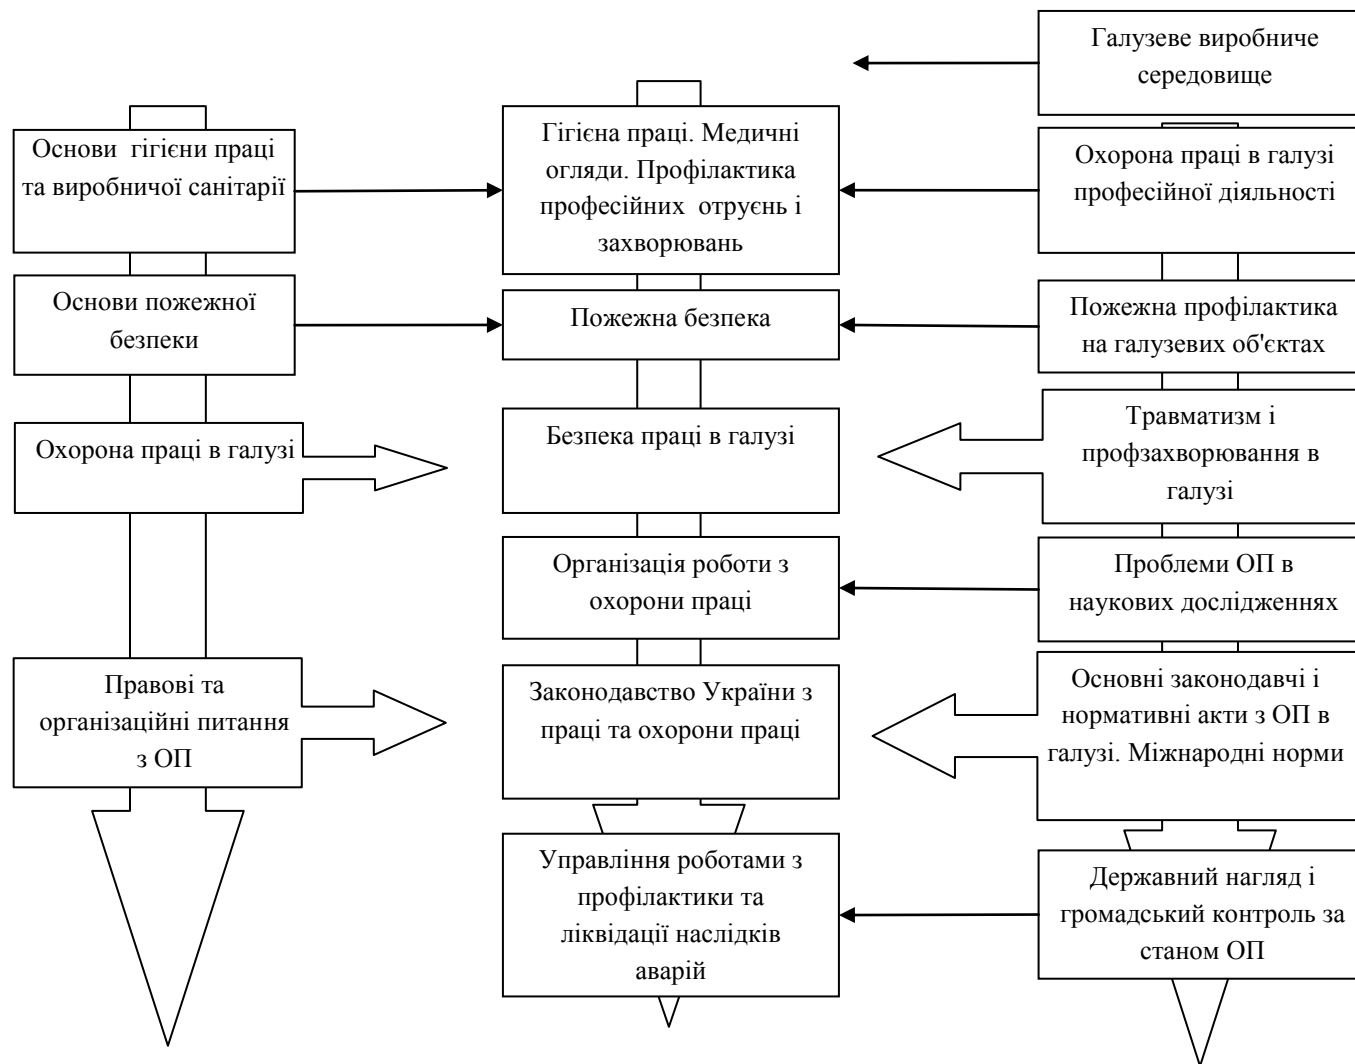 Основи гігієни праці
та виробничої санітарії
Основи пожежної
безпеки
Охорона праці в галузі
Правові та
організаційні питання
з ОП
Гігієна праці. Медичні
огляди. Профілактика
професійних отруєнь і
захворювань
Пожежна безпека
Безпека праці в галузі
Організація роботи з
охорони праці
Законодавство України з
праці та охорони праці
Управління роботами з
профілактики та
ліквідації наслідків
аварій
Галузеве виробниче
середовище
Охорона праці в галузі
професійної діяльності
Пожежна профілактика
на галузевих об'єктах
Травматизм і
профзахворювання в
галузі
Проблеми ОП в
наукових дослідженнях
Основні законодавчі і
нормативні акти з ОП в
галузі. Міжнародні норми
Державний нагляд і
громадський контроль за
станом ОП